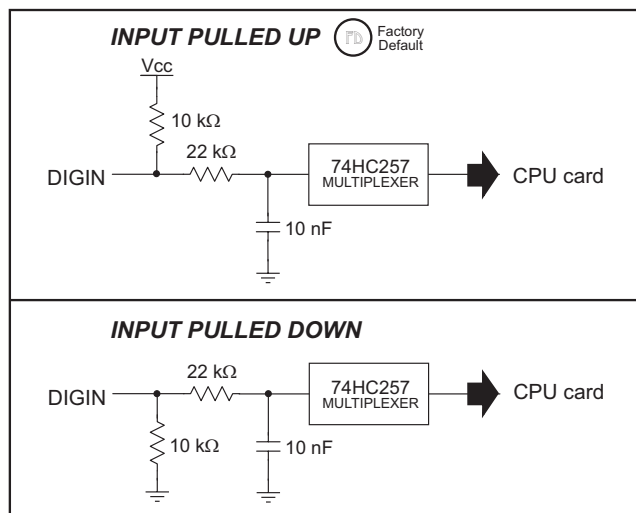 INPUT PULLED UP
Factory
Default
Vcc
10 kΩ
22 kΩ
DIGIN
74HC257
MULTIPLEXER
CPU card
10 nF
INPUT PULLED DOWN
22 kΩ
DIGIN
74HC257
MULTIPLEXER
CPU card
10 kΩ
10 nF